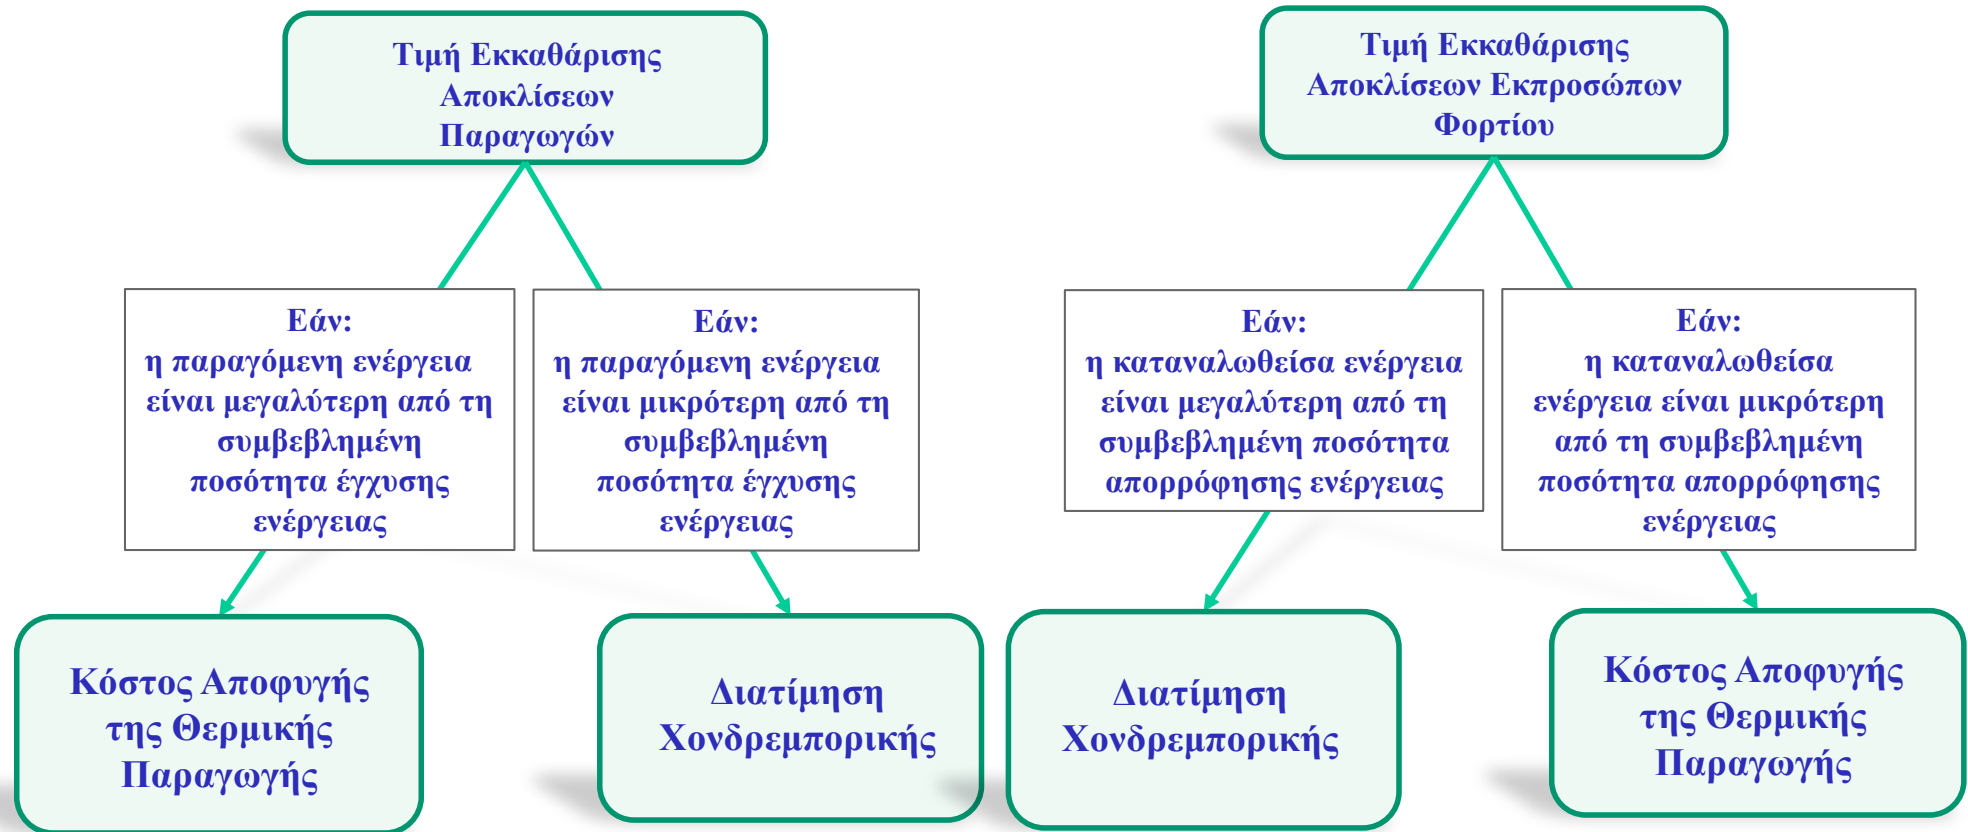 Τιμή Εκκαθάρισης
Αποκλίσεων
Παραγωγών
Τιμή Εκκαθάρισης
Αποκλίσεων Εκπροσώπων
Φορτίου
Εάν:
η παραγόμενη ενέργεια
είναι μεγαλύτερη από τη
συμβεβλημένη
ποσότητα έγχυσης
ενέργειας
Εάν:
η παραγόμενη ενέργεια
είναι μικρότερη από τη
συμβεβλημένη
ποσότητα έγχυσης
ενέργειας
Εάν:
η καταναλωθείσα ενέργεια
είναι μεγαλύτερη από τη
συμβεβλημένη ποσότητα
απορρόφησης ενέργειας
Εάν:
η καταναλωθείσα
ενέργεια είναι μικρότερη
από τη συμβεβλημένη
ποσότητα απορρόφησης
ενέργειας
Κόστος Αποφυγής
της Θερμικής
Παραγωγής
Διατίμηση
Χονδρεμπορικής
Διατίμηση
Χονδρεμπορικής
Κόστος Αποφυγής
της Θερμικής
Παραγωγής